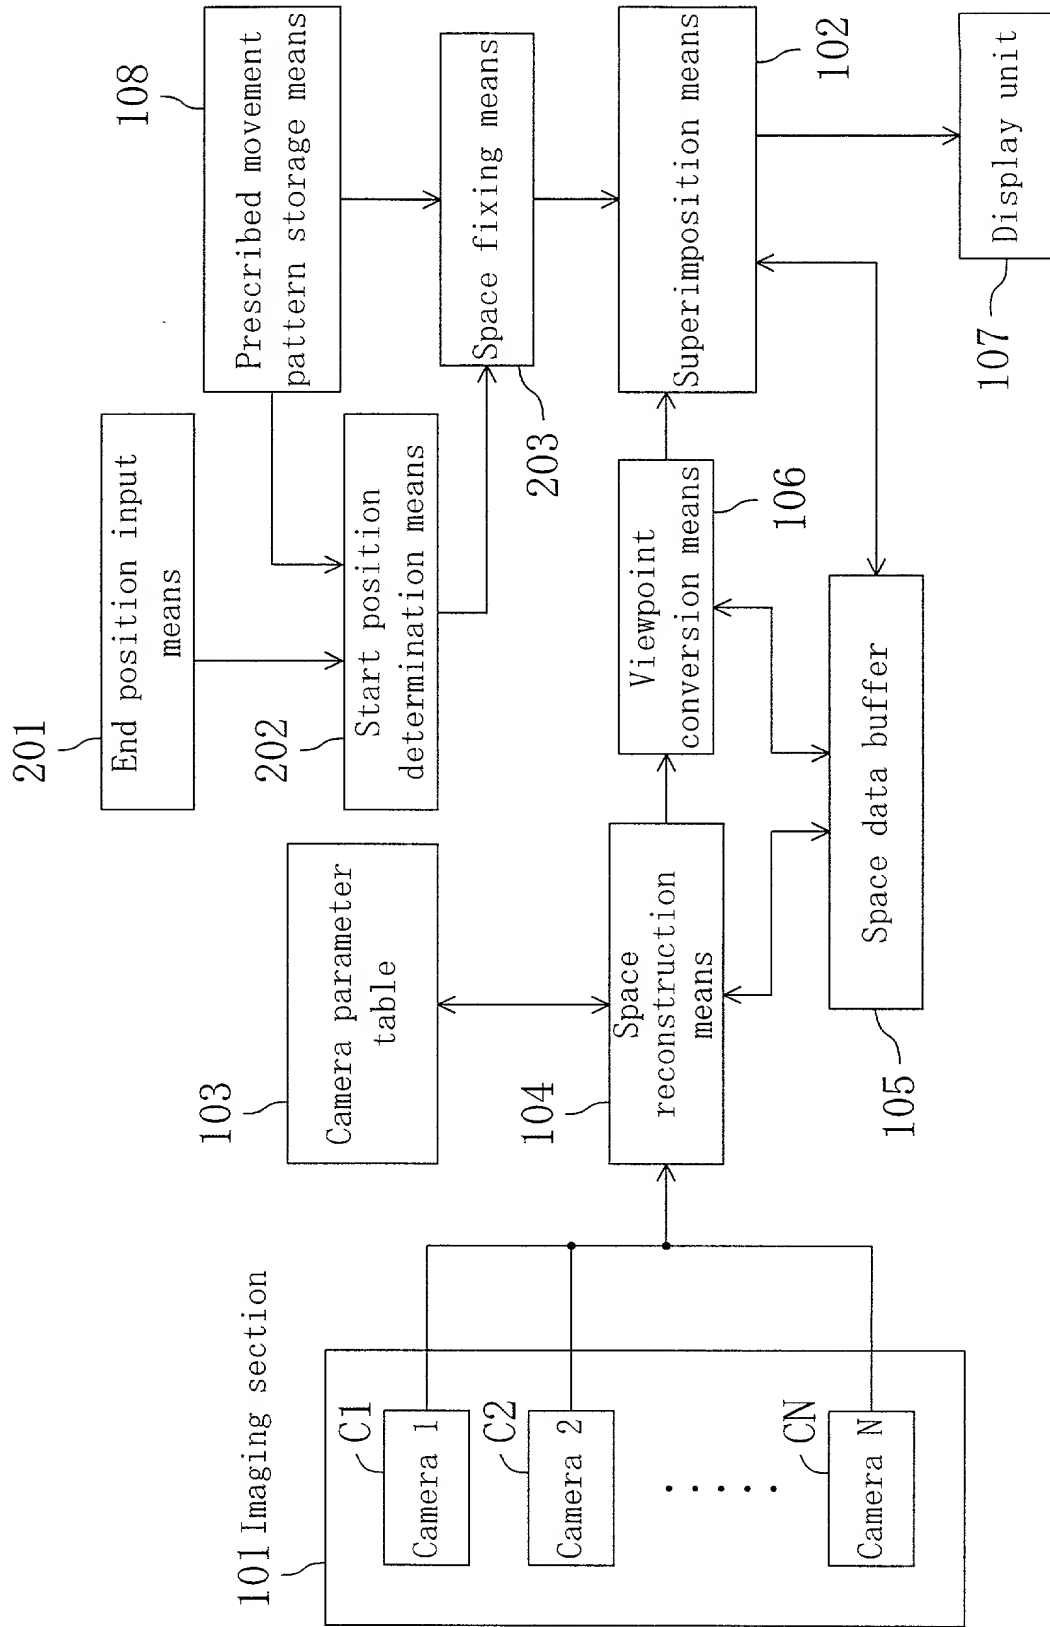 201
End position input
means
108
Prescribed movement
pattern storage means
202
Start position
determination means
Space fixing means
203
103
Camera parameter
table
101 Imaging section
C1
Camera 1
C2
Camera 2
.....
CN
Camera N
104
Space
reconstruction
means
Viewpoint
conversion means
106
Superimposition means
102
105
Space data buffer
107
Display unit